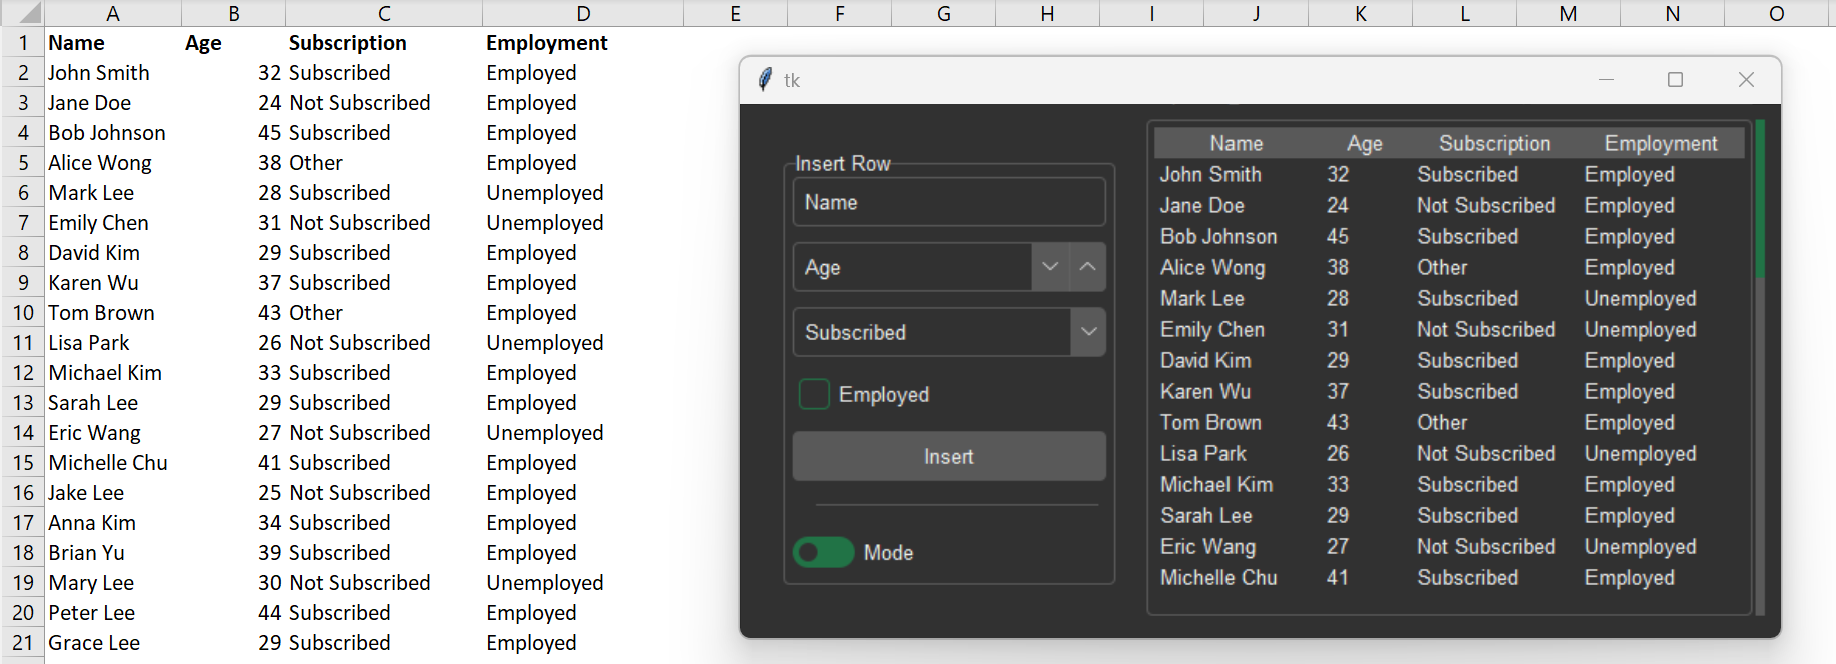 A B C D E F G H I J K L M N O
1 Name Age Subscription Employment
2 John Smith 32 Subscribed Employed
3 Jane Doe 24 Not Subscribed Employed
4 Bob Johnson 45 Subscribed Employed
5 Alice Wong 38 Other Employed
6 Mark Lee 28 Subscribed Unemployed
7 Emily Chen 31 Not Subscribed Unemployed
8 David Kim 29 Subscribed Employed
9 Karen Wu 37 Subscribed Employed
10 Tom Brown 43 Other Employed
11 Lisa Park 26 Not Subscribed Unemployed
12 Michael Kim 33 Subscribed Employed
13 Sarah Lee 29 Subscribed Employed
14 Eric Wang 27 Not Subscribed Unemployed
15 Michelle Chu 41 Subscribed Employed
16 Jake Lee 25 Not Subscribed Employed
17 Anna Kim 34 Subscribed Employed
18 Brian Yu 39 Subscribed Employed
19 Mary Lee 30 Not Subscribed Unemployed
20 Peter Lee 44 Subscribed Employed
21 Grace Lee 29 Subscribed Employed
tk
Insert Row
Name
Age
Subscribed
Employed
Insert
Mode
Name Age Subscription Employment
John Smith 32 Subscribed Employed
Jane Doe 24 Not Subscribed Employed
Bob Johnson 45 Subscribed Employed
Alice Wong 38 Other Employed
Mark Lee 28 Subscribed Unemployed
Emily Chen 31 Not Subscribed Unemployed
David Kim 29 Subscribed Employed
Karen Wu 37 Subscribed Employed
Tom Brown 43 Other Employed
Lisa Park 26 Not Subscribed Unemployed
Michael Kim 33 Subscribed Employed
Sarah Lee 29 Subscribed Employed
Eric Wang 27 Not Subscribed Unemployed
Michelle Chu 41 Subscribed Employed